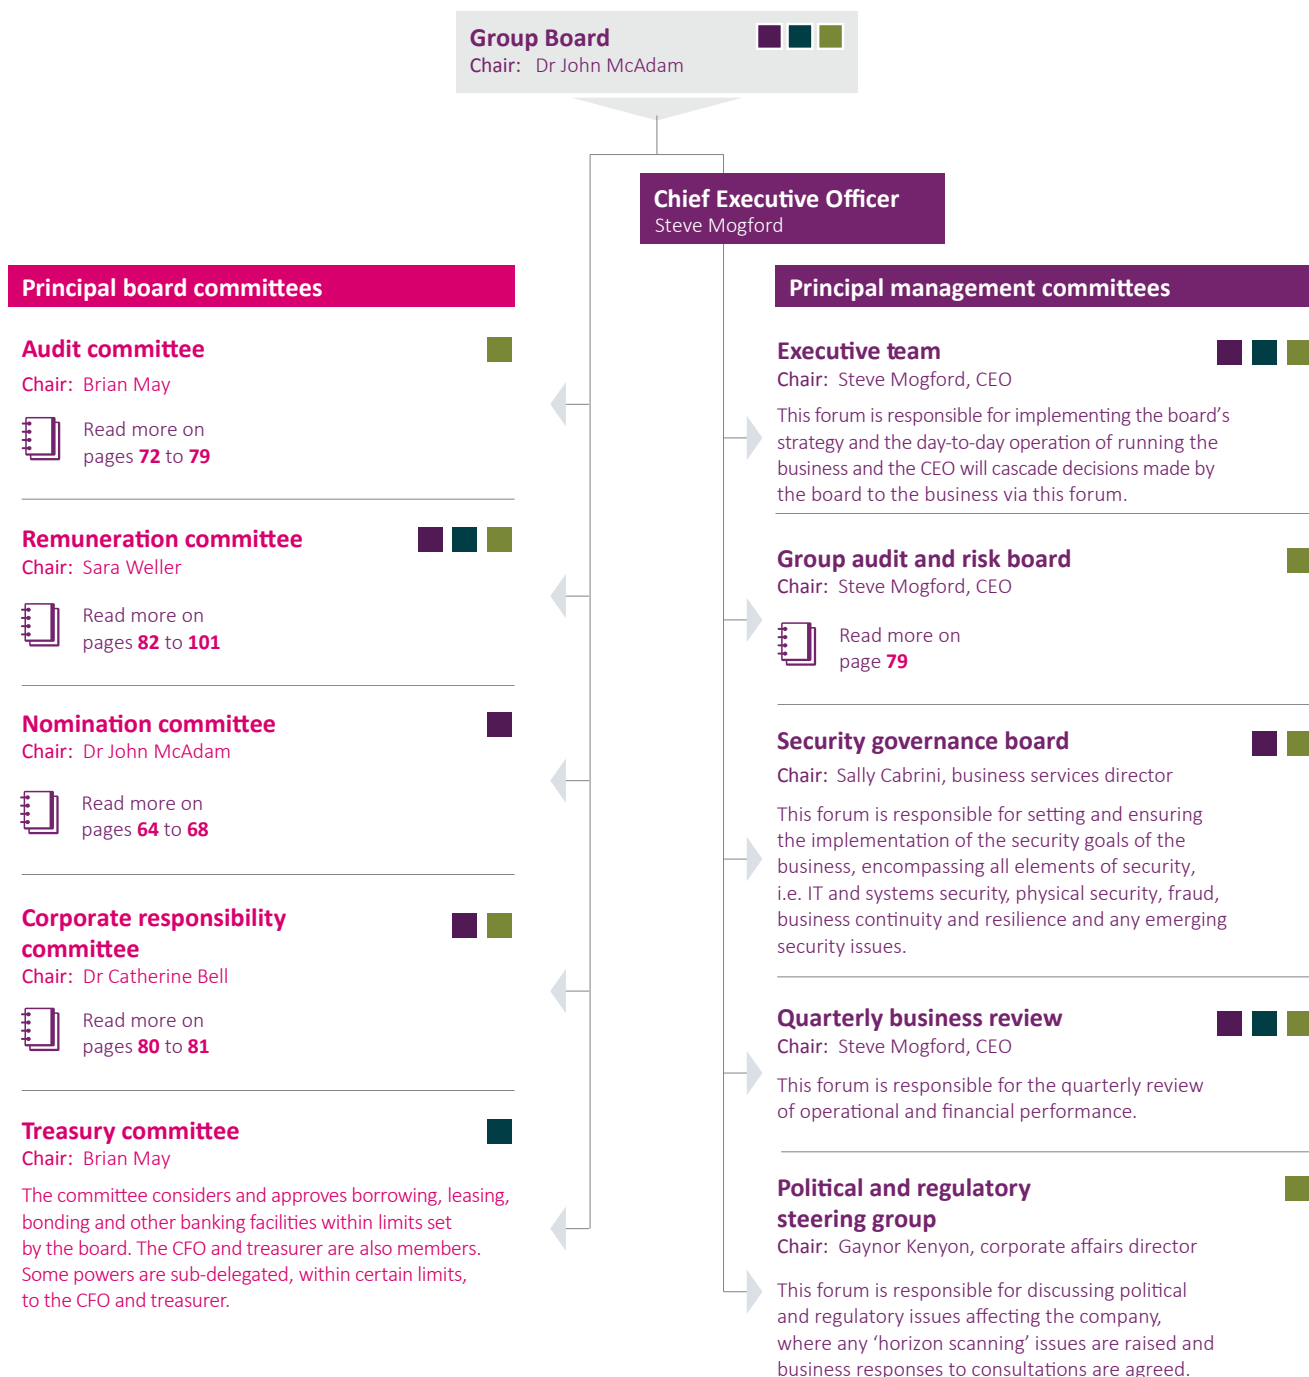 Group Board
Chair: Dr John McAdam
Chief Executive Officer
Steve Mogford
Principal board committees
Audit committee
Chair: Brian May
Read more on
pages 72 to 79
Remuneration committee
Chair: Sara Weller
Read more on
pages 82 to 101
Nomination committee
Chair: Dr John McAdam
Read more on
pages 64 to 68
Corporate responsibility
committee
Chair: Dr Catherine Bell
Read more on
pages 80 to 81
Treasury committee
Chair: Brian May
The committee considers and approves borrowing, leasing,
bonding and other banking facilities within limits set
by the board. The CFO and treasurer are also members.
Some powers are sub-delegated, within certain limits,
to the CFO and treasurer.
Principal management committees
Executive team
Chair: Steve Mogford, CEO
This forum is responsible for implementing the board’s
strategy and the day-to-day operation of running the
business and the CEO will cascade decisions made by
the board to the business via this forum.
Group audit and risk board
Chair: Steve Mogford, CEO
Read more on
page 79
Security governance board
Chair: Sally Cabrini, business services director
This forum is responsible for setting and ensuring
the implementation of the security goals of the
business, encompassing all elements of security,
i.e. IT and systems security, physical security, fraud,
business continuity and resilience and any emerging
security issues.
Quarterly business review
Chair: Steve Mogford, CEO
This forum is responsible for the quarterly review
of operational and financial performance.
Political and regulatory
steering group
Chair: Gaynor Kenyon, corporate affairs director
This forum is responsible for discussing political
and regulatory issues affecting the company,
where any ‘horizon scanning’ issues are raised and
business responses to consultations are agreed.